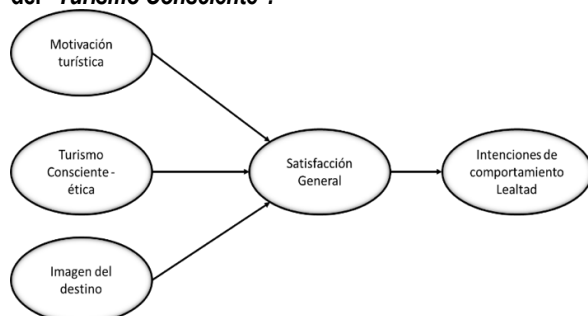 del "Turismo Consciente".
Motivación
turística
Turismo
Consciente -
ética
Imagen del
destino
Satisfacción
General
Intenciones de
comportamiento
Lealtad